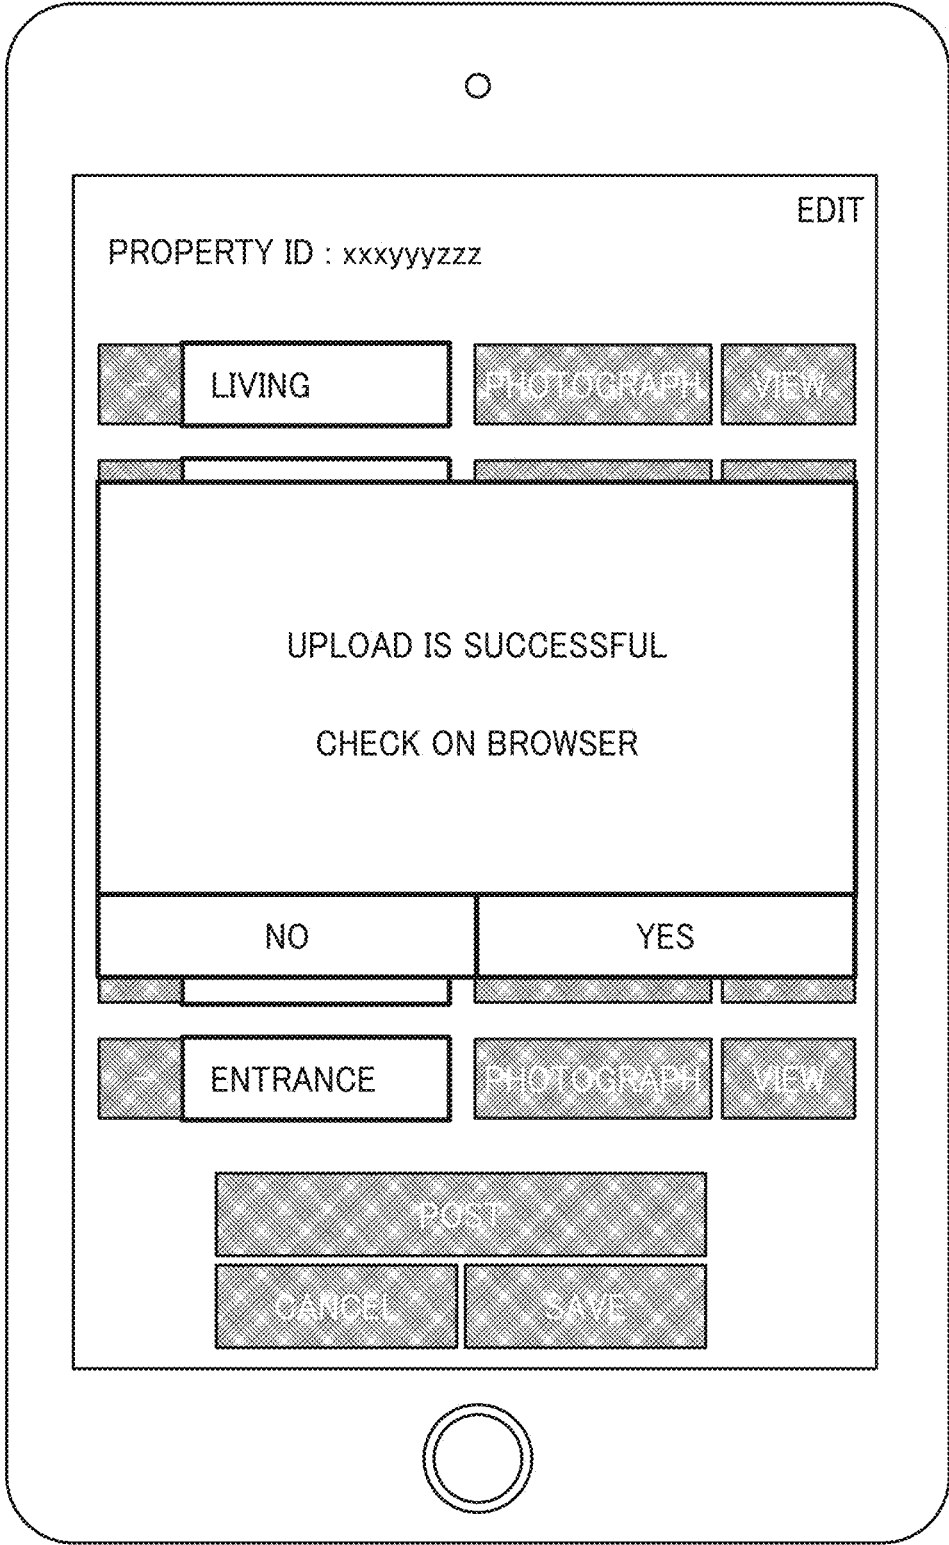 EDIT
PROPERTY ID : xxxyyyzzz
- LIVING PHOTOGRAPH VIEW
UPLOAD IS SUCCESSFUL
CHECK ON BROWSER
NO YES
- ENTRANCE PHOTOGRAPH VIEW
POST
CANCEL SAVE